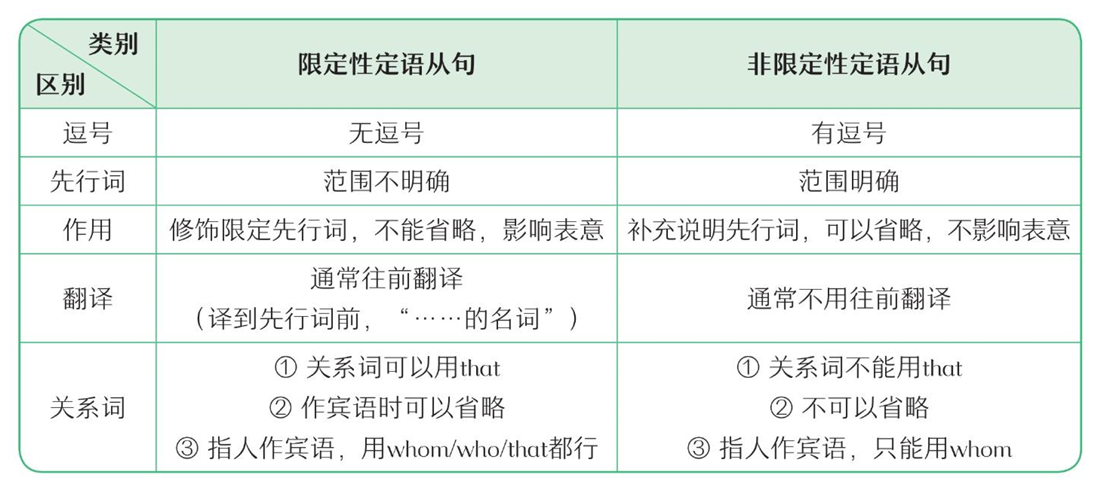 类别
区别
限定性定语从句
非限定性定语从句
逗号
无逗号
有逗号
先行词
范围不明确
范围明确
作用
修饰限定先行词，不能省略，影响表意
补充说明先行词，可以省略，不影响表意
翻译
通常往前翻译
（译到先行词前，“……的名词”）
通常不用往前翻译
关系词
① 关系词可以用that
② 作宾语时可以省略
③ 指人作宾语，用whom/who/that都行
① 关系词不能用that
② 不可以省略
③ 指人作宾语，只能用whom